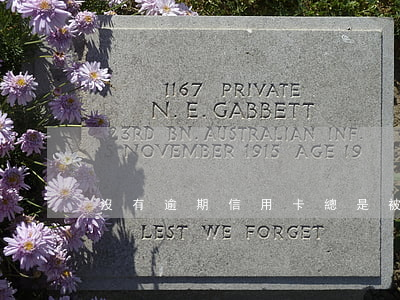 1167 PRIVATE
N. E. GABBETT
23RD BN. AUSTRALIAN INF.
NOVEMBER 1915 AGE 19
沒有逾期信用卡總是被
LEST WE FORGET